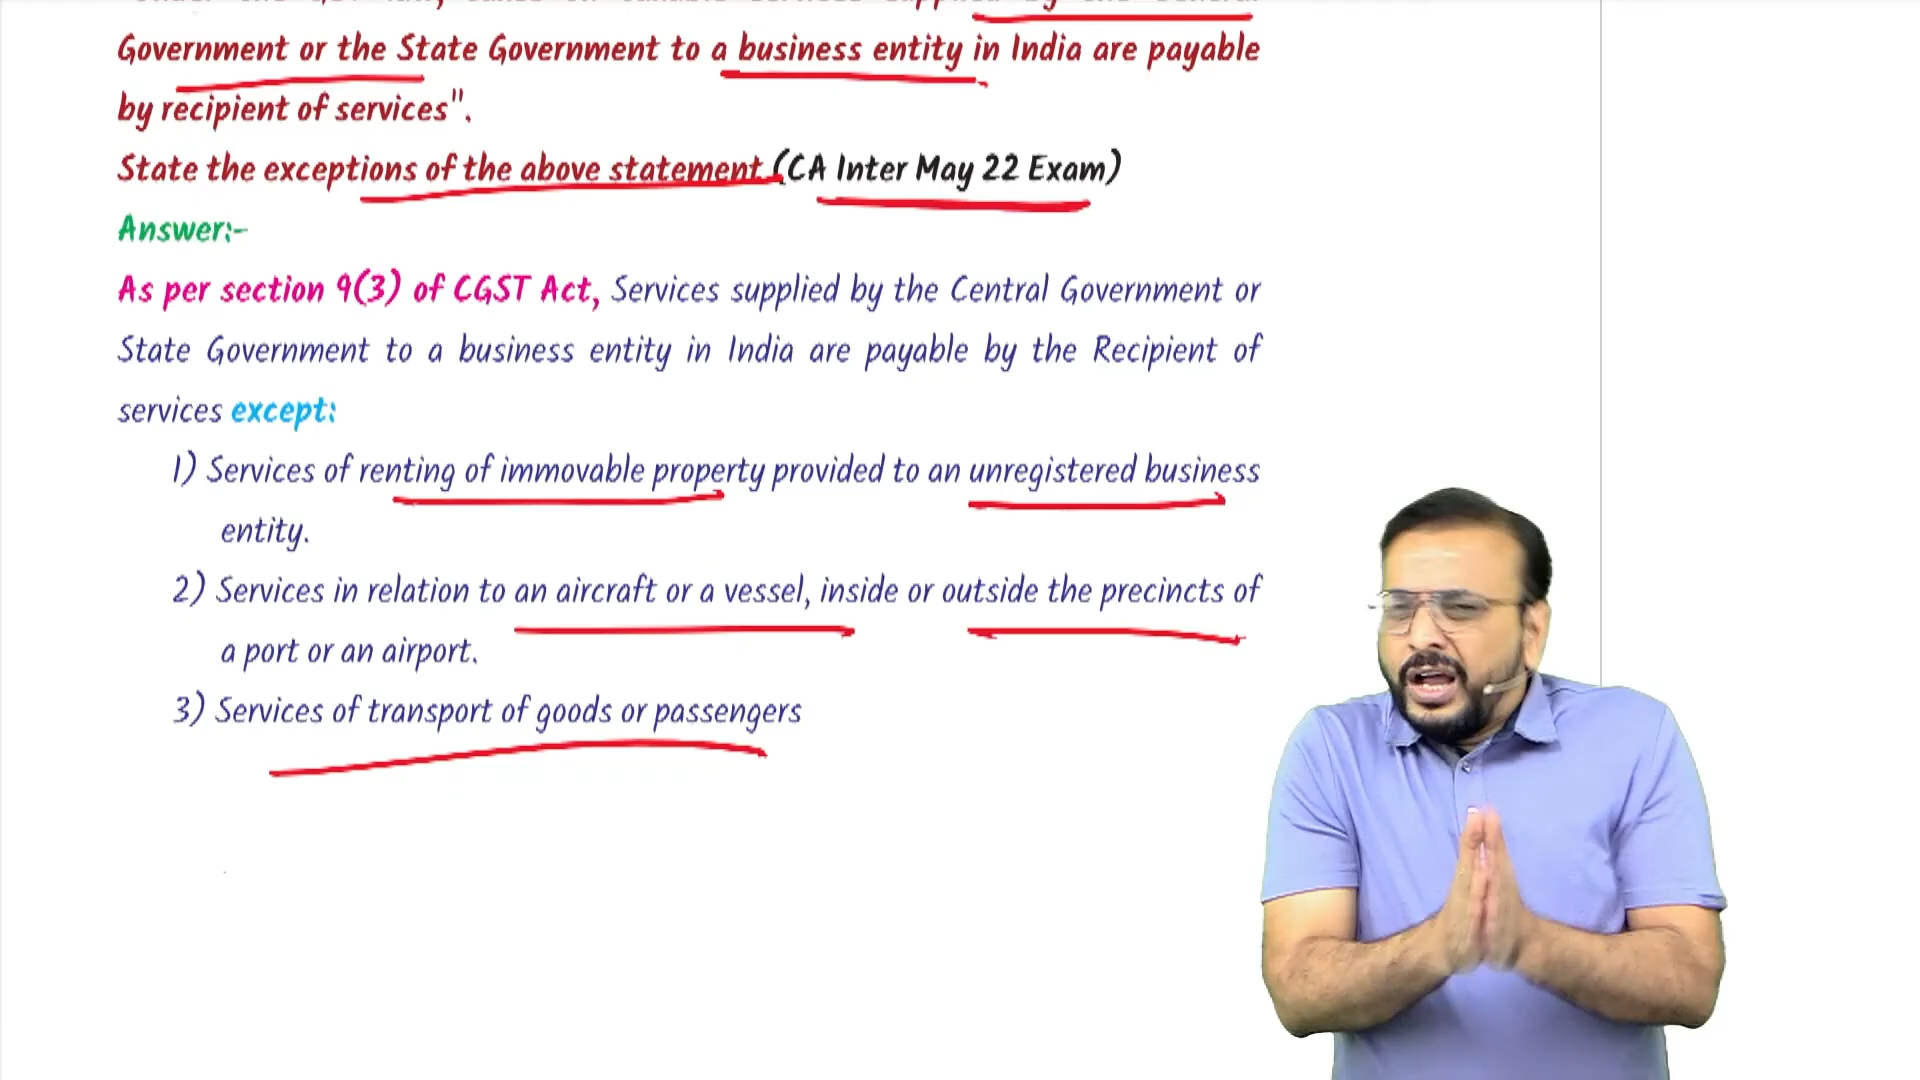 Government or the State Government to a business entity in India are payable
by recipient of services".
State the exceptions of the above statement (CA Inter May 22 Exam)
Answer:-
As per section 9(3) of CGST Act, Services supplied by the Central Government or
State Government to a business entity in India are payable by the Recipient of
services except:
1) Services of renting of immovable property provided to an unregistered business
entity.
2) Services in relation to an aircraft or a vessel, inside or outside the precincts of
a port or an airport.
3) Services of transport of goods or passengers